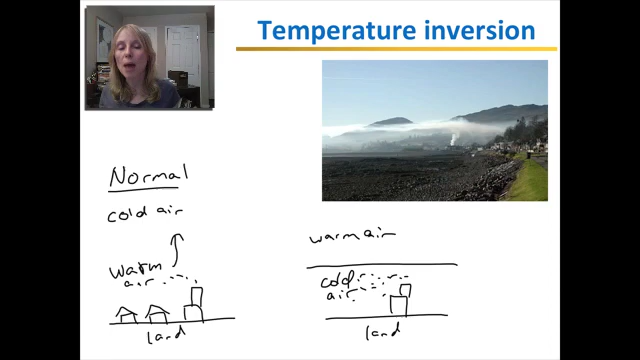 Temperature inversion
Normal
cold air
warm
air
land
warm air
cold
air
land